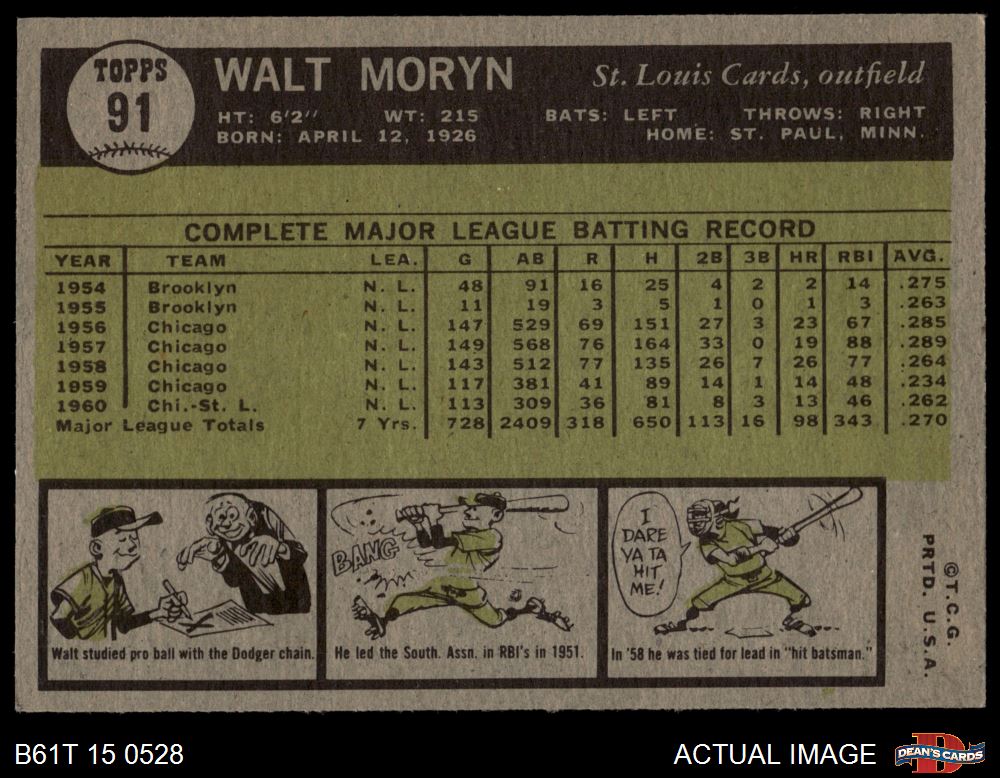 TOPPS
91
WALT MORYN
St. Louis Cards, outfield
HT: 6'2" WT: 215 BATS: LEFT THROWS: RIGHT
BORN: APRIL 12, 1926 HOME: ST. PAUL, MINN.
COMPLETE MAJOR LEAGUE BATTING RECORD
YEAR TEAM LEA. G AB R H 2B 3B HR RBI AVG.
1954 Brooklyn N. L. 48 91 16 25 4 2 2 14 .275
1955 Brooklyn N. L. 11 19 3 5 1 0 1 3 .263
1956 Chicago N. L. 147 529 69 151 27 3 23 67 .285
1957 Chicago N. L. 149 568 76 164 33 0 19 88 .289
1958 Chicago N. L. 143 512 77 135 26 7 26 77 .264
1959 Chicago N. L. 117 381 41 89 14 1 14 48 .234
1960 Chi.-St. L. N. L. 113 309 36 81 8 3 13 46 .262
Major League Totals 7 Yrs. 728 2409 318 650 113 16 98 343 .270
BANG
I
DARE
YA TA
HIT
ME!
Walt studied pro ball with the Dodger chain.
He led the South. Assn. in RBI's in 1951.
In '58 he was tied for lead in "hit batsman."
©T.C.G.
PRTD. U.S.A.
B61T 15 0528
ACTUAL IMAGE
D
DEAN'S CARDS